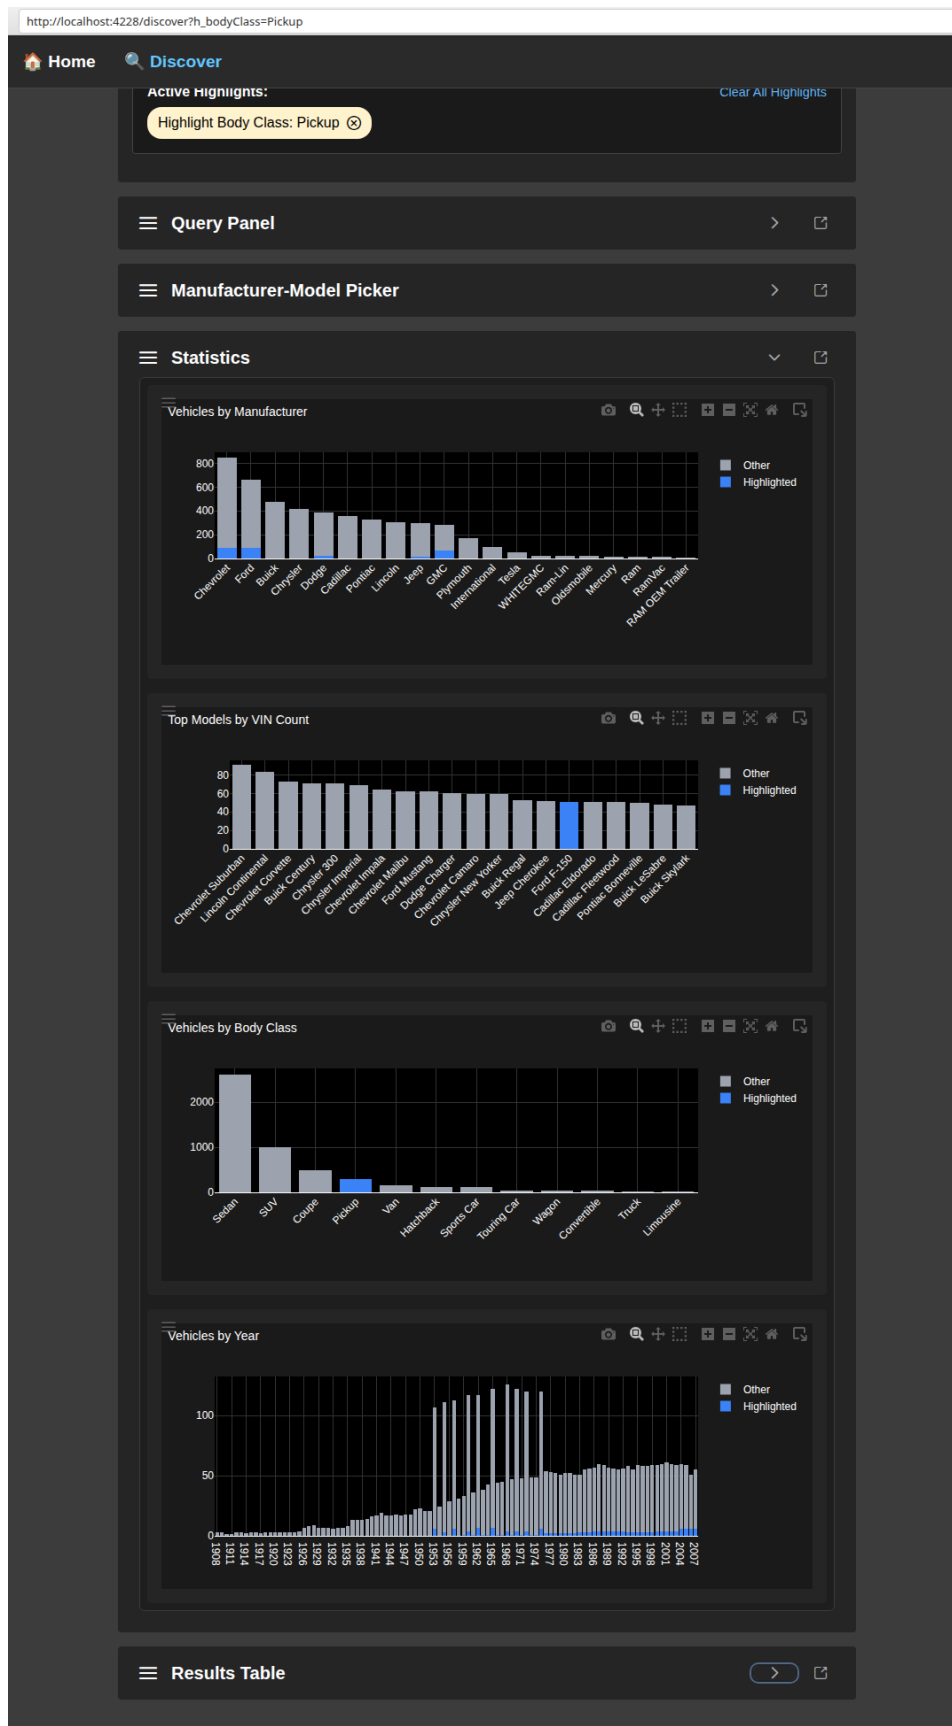 http://localhost:4228/discover?h_bodyClass=Pickup
Home
Discover
Active Highlights:
Clear All Highlights
Highlight Body Class: Pickup
Query Panel
Manufacturer-Model Picker
Statistics
Vehicles by Manufacturer
800
600
400
200
0
Chevrolet
Ford
Buick
Chrysler
Dodge
Cadillac
Pontiac
Lincoln
Jeep
GMC
Plymouth
International
Tesla
WHITEGMC
Ram-Lin
Oldsmobile
Mercury
Ram
RamVac
RAM OEM Trailer
Other
Highlighted
Top Models by VIN Count
80
60
40
20
0
Chevrolet Suburban
Lincoln Continental
Chevrolet Corvette
Buick Century
Chrysler 300
Chrysler Imperial
Chevrolet Impala
Chevrolet Malibu
Ford Mustang
Dodge Charger
Chevrolet Camaro
Chrysler New Yorker
Buick Regal
Jeep Cherokee
Ford F-150
Cadillac Eldorado
Cadillac Fleetwood
Pontiac Bonneville
Buick LeSabre
Buick Skylark
Other
Highlighted
Vehicles by Body Class
2000
1000
0
Sedan
SUV
Coupe
Pickup
Van
Hatchback
Sports Car
Touring Car
Wagon
Convertible
Truck
Limousine
Other
Highlighted
Vehicles by Year
100
50
0
1908
1911
1914
1917
1920
1923
1926
1929
1932
1935
1938
1941
1944
1947
1950
1953
1956
1959
1962
1965
1968
1971
1974
1977
1980
1983
1986
1989
1992
1995
1998
2001
2004
2007
Other
Highlighted
Results Table